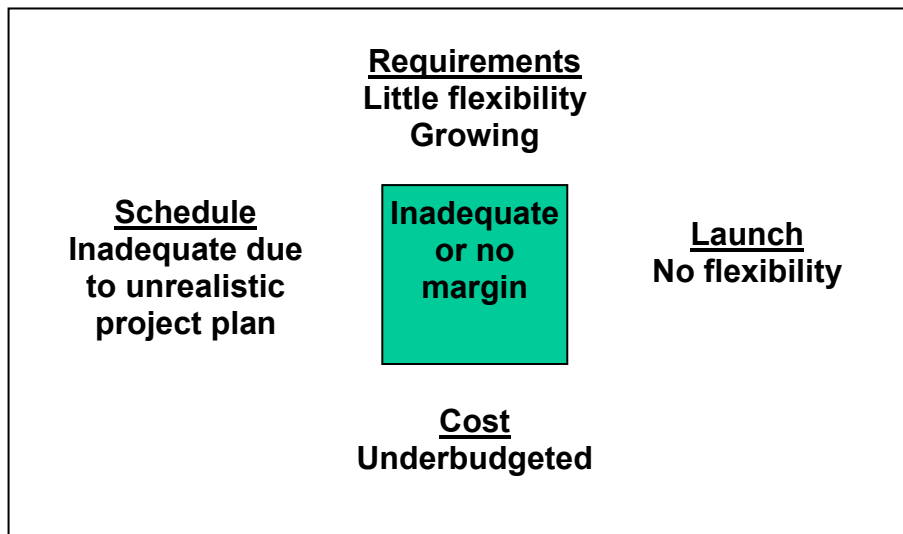 Requirements
Little flexibility
Growing
Schedule
Inadequate due
to unrealistic
project plan
Inadequate
or no
margin
Launch
No flexibility
Cost
Underbudgeted